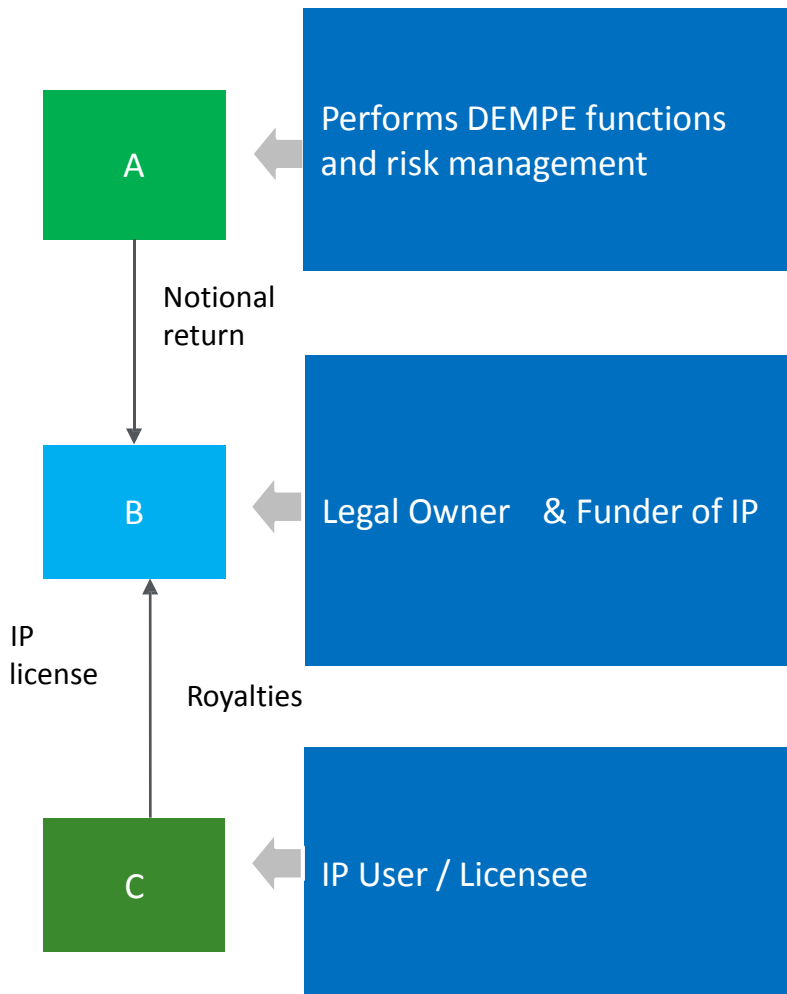 Performs DEMPE functions
and risk management
A
Notional
return
B
Legal Owner & Funder of IP
IP
license
Royalties
C
IP User / Licensee